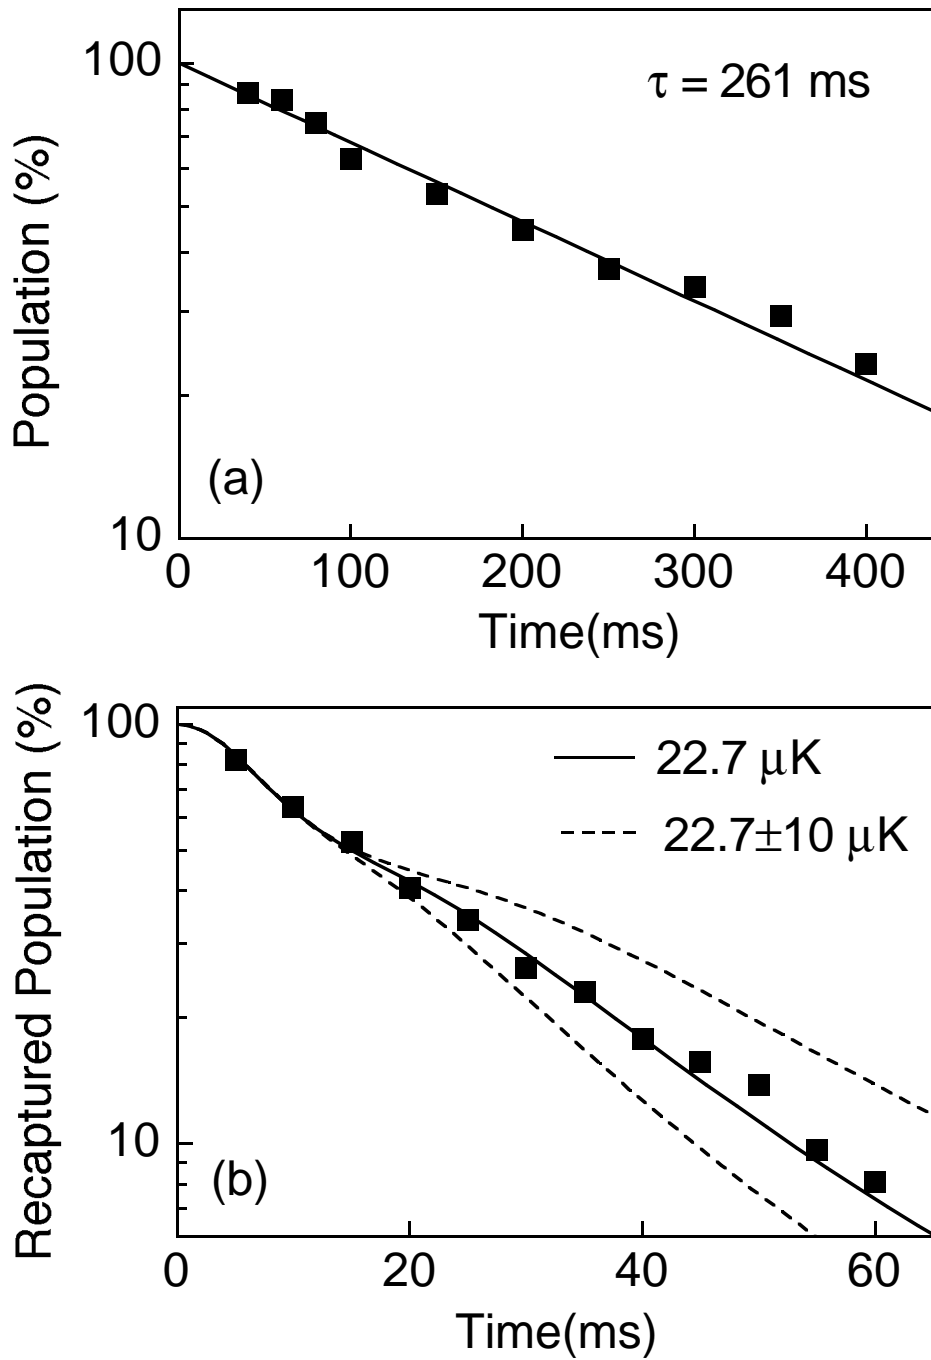 100
τ = 261 ms
Population (%)
(a)
10
0 100 200 300 400
Time(ms)
100
22.7 μK
22.7±10 μK
Recaptured Population (%)
10
(b)
0 20 40 60
Time(ms)